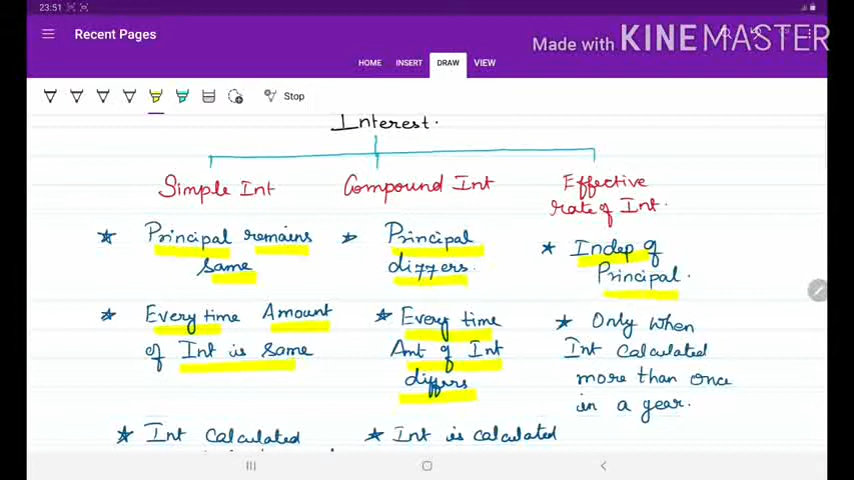 23:51
Recent Pages
Made with KINEMASTER
HOME INSERT DRAW VIEW
Stop
Interest.
Simple Int
Compound Int
Effective
rate of Int.
Principal remains
same
Principal
differs.
Indep of
Principal.
Every time Amount
of Int is same
Every time
Amt of Int
differs
Only when
Int calculated
more than once
in a year.
Int calculated
Int is calculated